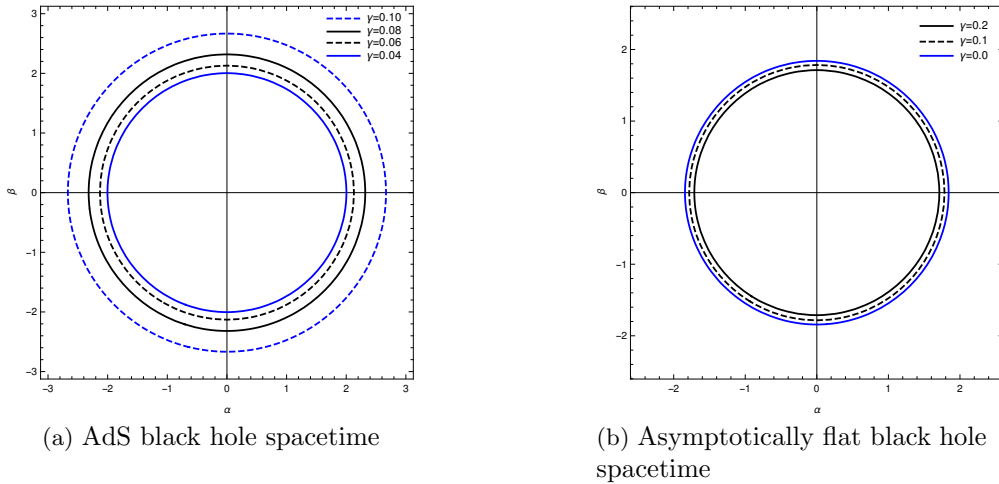 γ=0.10
γ=0.08
γ=0.06
γ=0.04
3
2
1
0
-1
-2
-3
β
-3 -2 -1 0 1 2 3
α
(a) AdS black hole spacetime
γ=0.2
γ=0.1
γ=0.0
2
1
0
-1
-2
β
-2 -1 0 1 2
α
(b) Asymptotically flat black hole
spacetime